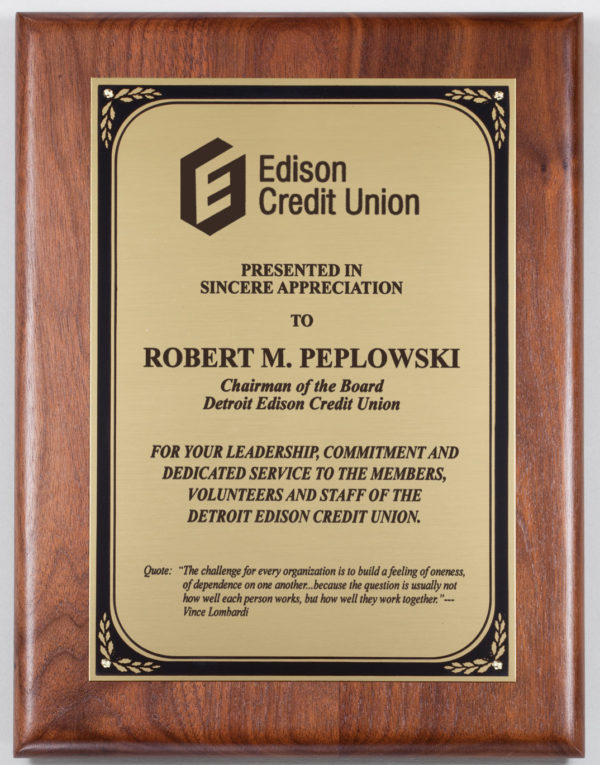 Edison
Credit Union
PRESENTED IN
SINCERE APPRECIATION
TO
ROBERT M. PEPLOWSKI
Chairman of the Board
Detroit Edison Credit Union
FOR YOUR LEADERSHIP, COMMITMENT AND
DEDICATED SERVICE TO THE MEMBERS,
VOLUNTEERS AND STAFF OF THE
DETROIT EDISON CREDIT UNION.
Quote: "The challenge for every organization is to build a feeling of oneness,
of dependence on one another...because the question is usually not
how well each person works, but how well they work together."---
Vince Lombardi